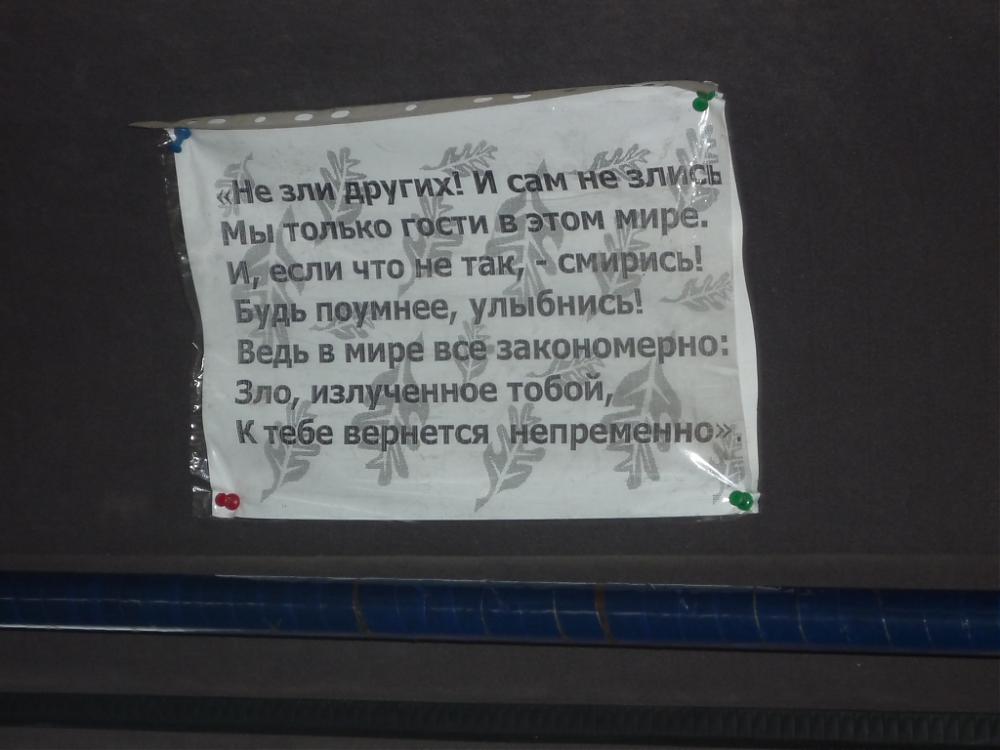 «Не зли других! И сам не злись
Мы только гости в этом мире.
И, если что не так, - смирись!
Будь поумнее, улыбнись!
Ведь в мире все закономерно:
Зло, излученное тобой,
К тебе вернется непременно».